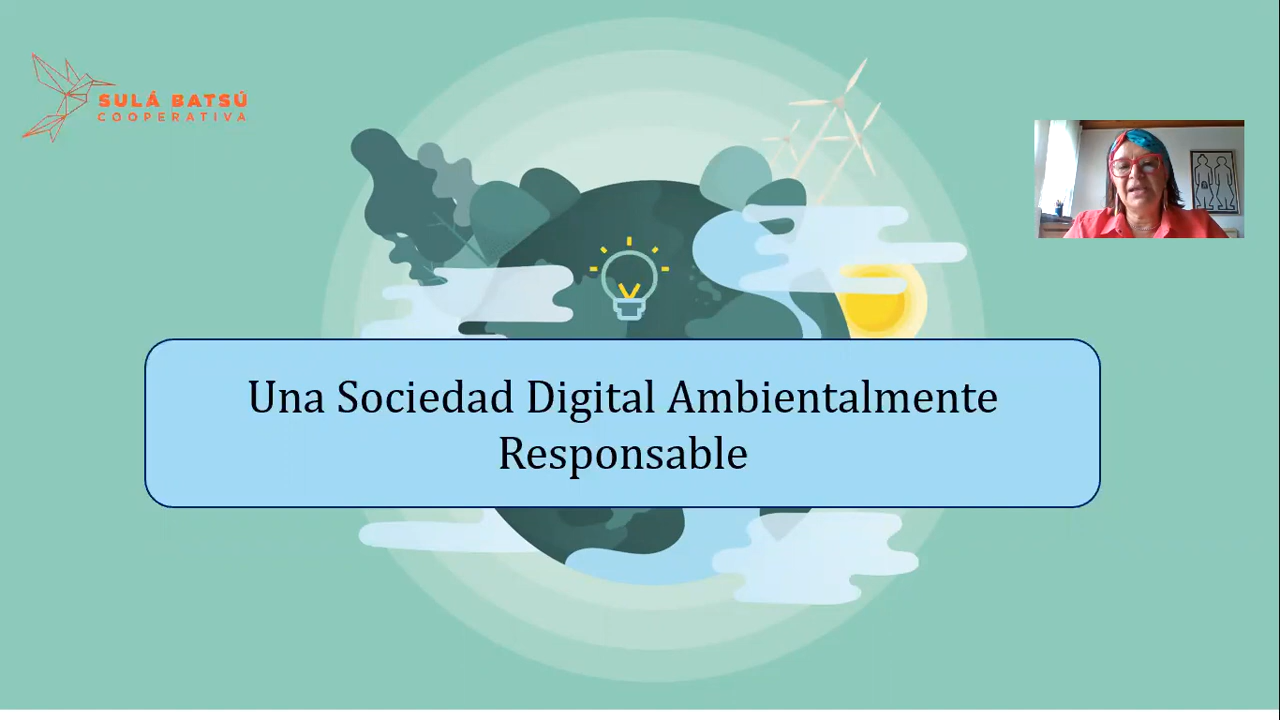 SULÁ BATSÚ
COOPERATIVA
Una Sociedad Digital Ambientalmente
Responsable